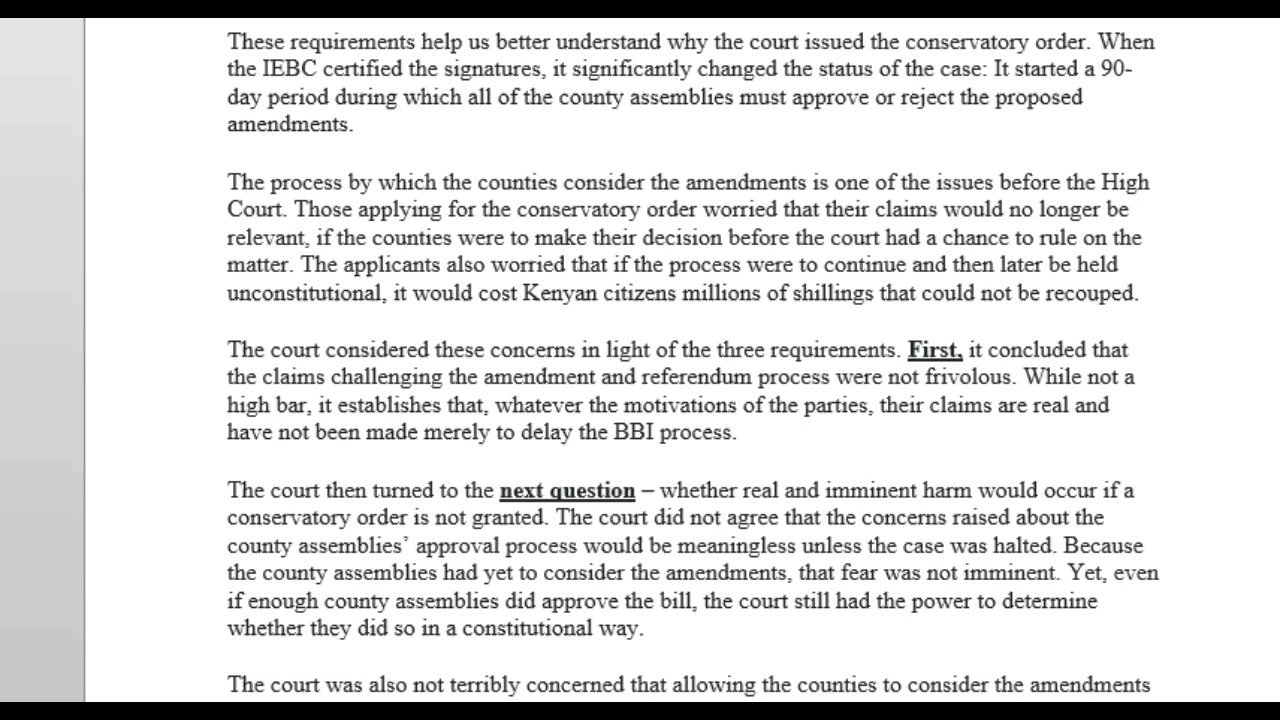 These requirements help us better understand why the court issued the conservatory order. When
the IEBC certified the signatures, it significantly changed the status of the case: It started a 90-
day period during which all of the county assemblies must approve or reject the proposed
amendments.
The process by which the counties consider the amendments is one of the issues before the High
Court. Those applying for the conservatory order worried that their claims would no longer be
relevant, if the counties were to make their decision before the court had a chance to rule on the
matter. The applicants also worried that if the process were to continue and then later be held
unconstitutional, it would cost Kenyan citizens millions of shillings that could not be recouped.
The court considered these concerns in light of the three requirements. First, it concluded that
the claims challenging the amendment and referendum process were not frivolous. While not a
high bar, it establishes that, whatever the motivations of the parties, their claims are real and
have not been made merely to delay the BBI process.
The court then turned to the next question – whether real and imminent harm would occur if a
conservatory order is not granted. The court did not agree that the concerns raised about the
county assemblies’ approval process would be meaningless unless the case was halted. Because
the county assemblies had yet to consider the amendments, that fear was not imminent. Yet, even
if enough county assemblies did approve the bill, the court still had the power to determine
whether they did so in a constitutional way.
The court was also not terribly concerned that allowing the counties to consider the amendments